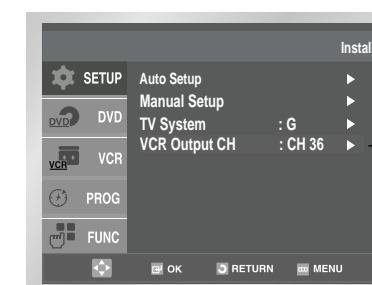 Instal
SETUP
DVD DVD
VCR VCR
PROG
FUNC
Auto Setup
Manual Setup
TV System : G
VCR Output CH : CH 36
OK RETURN MENU